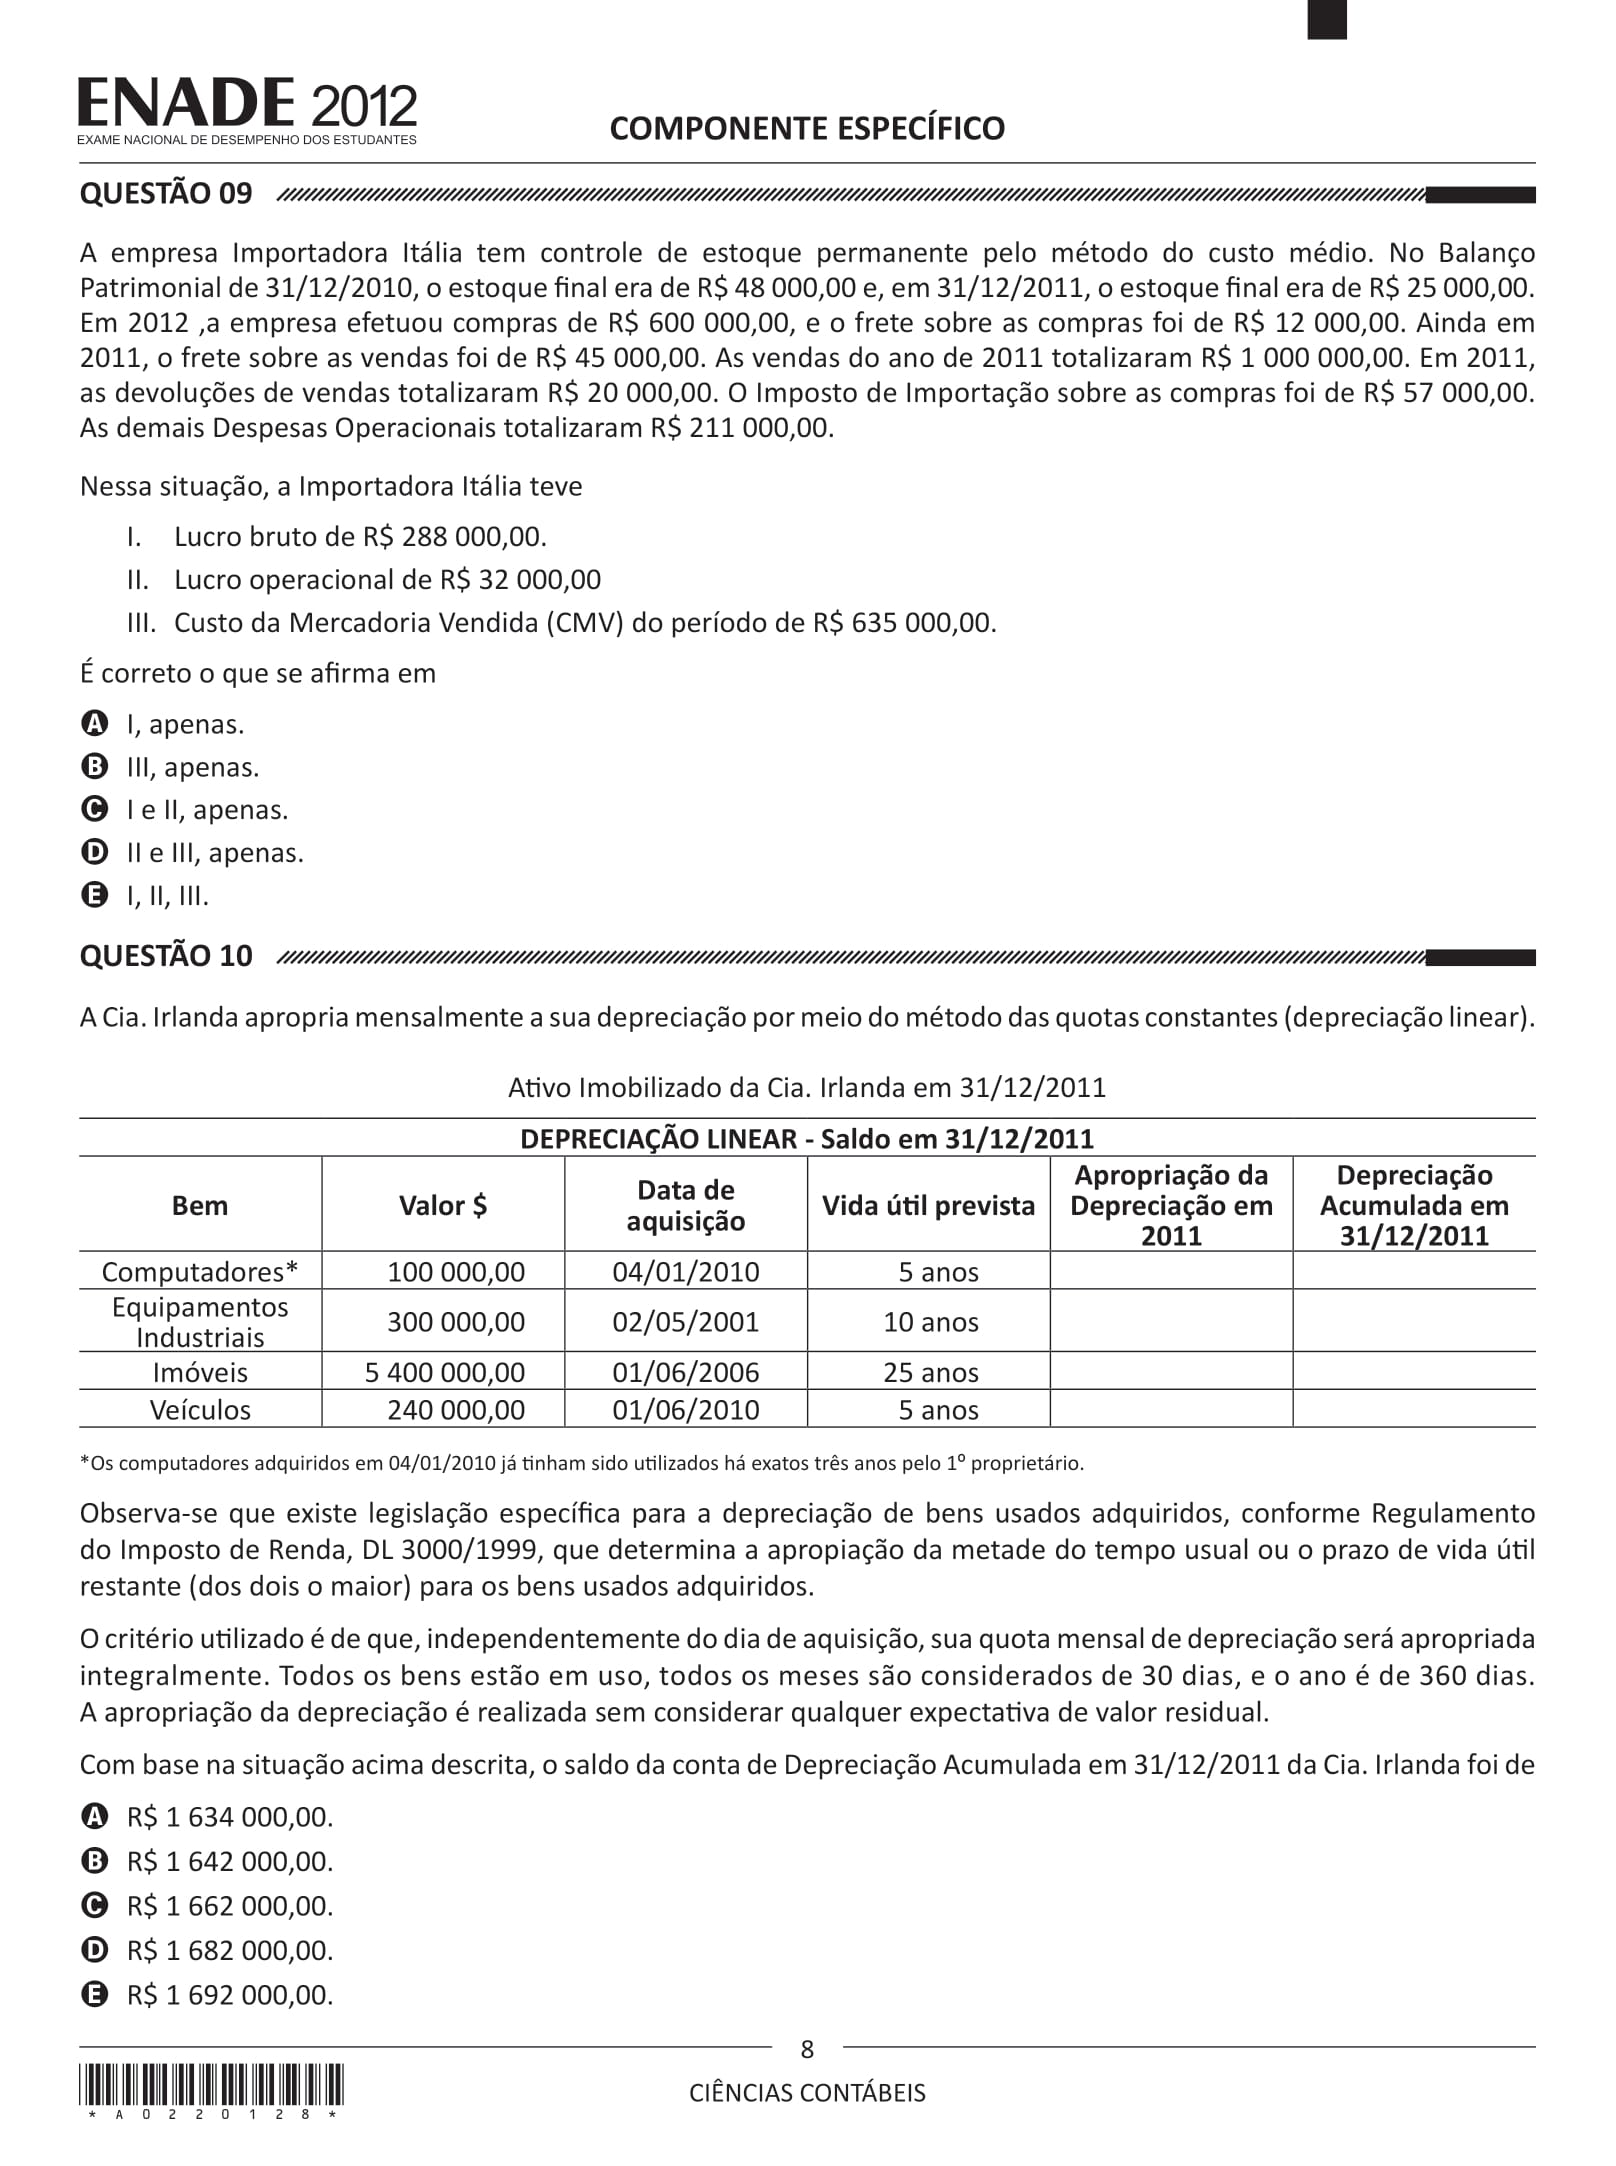 ENADE 2012
EXAME NACIONAL DE DESEMPENHO DOS ESTUDANTES
COMPONENTE ESPECÍFICO
QUESTÃO 09
A empresa Importadora Itália tem controle de estoque permanente pelo método do custo médio. No Balanço
Patrimonial de 31/12/2010, o estoque final era de R$ 48 000,00 e, em 31/12/2011, o estoque final era de R$ 25 000,00.
Em 2012 ,a empresa efetuou compras de R$ 600 000,00, e o frete sobre as compras foi de R$ 12 000,00. Ainda em
2011, o frete sobre as vendas foi de R$ 45 000,00. As vendas do ano de 2011 totalizaram R$ 1 000 000,00. Em 2011,
as devoluções de vendas totalizaram R$ 20 000,00. O Imposto de Importação sobre as compras foi de R$ 57 000,00.
As demais Despesas Operacionais totalizaram R$ 211 000,00.
Nessa situação, a Importadora Itália teve
I. Lucro bruto de R$ 288 000,00.
II. Lucro operacional de R$ 32 000,00
III. Custo da Mercadoria Vendida (CMV) do período de R$ 635 000,00.
É correto o que se afirma em
A I, apenas.
B III, apenas.
C I e II, apenas.
D II e III, apenas.
E I, II, III.
QUESTÃO 10
A Cia. Irlanda apropria mensalmente a sua depreciação por meio do método das quotas constantes (depreciação linear).
Ativo Imobilizado da Cia. Irlanda em 31/12/2011
DEPRECIAÇÃO LINEAR - Saldo em 31/12/2011
Bem Valor $ Data de aquisição Vida útil prevista Apropriação da Depreciação em 2011 Depreciação Acumulada em 31/12/2011
Computadores* 100 000,00 04/01/2010 5 anos
Equipamentos Industriais 300 000,00 02/05/2001 10 anos
Imóveis 5 400 000,00 01/06/2006 25 anos
Veículos 240 000,00 01/06/2010 5 anos
*Os computadores adquiridos em 04/01/2010 já tinham sido utilizados há exatos três anos pelo 1º proprietário.
Observa-se que existe legislação específica para a depreciação de bens usados adquiridos, conforme Regulamento
do Imposto de Renda, DL 3000/1999, que determina a apropiação da metade do tempo usual ou o prazo de vida útil
restante (dos dois o maior) para os bens usados adquiridos.
O critério utilizado é de que, independentemente do dia de aquisição, sua quota mensal de depreciação será apropriada
integralmente. Todos os bens estão em uso, todos os meses são considerados de 30 dias, e o ano é de 360 dias.
A apropriação da depreciação é realizada sem considerar qualquer expectativa de valor residual.
Com base na situação acima descrita, o saldo da conta de Depreciação Acumulada em 31/12/2011 da Cia. Irlanda foi de
A R$ 1 634 000,00.
B R$ 1 642 000,00.
C R$ 1 662 000,00.
D R$ 1 682 000,00.
E R$ 1 692 000,00.
8
CIÊNCIAS CONTÁBEIS
*A0220128*